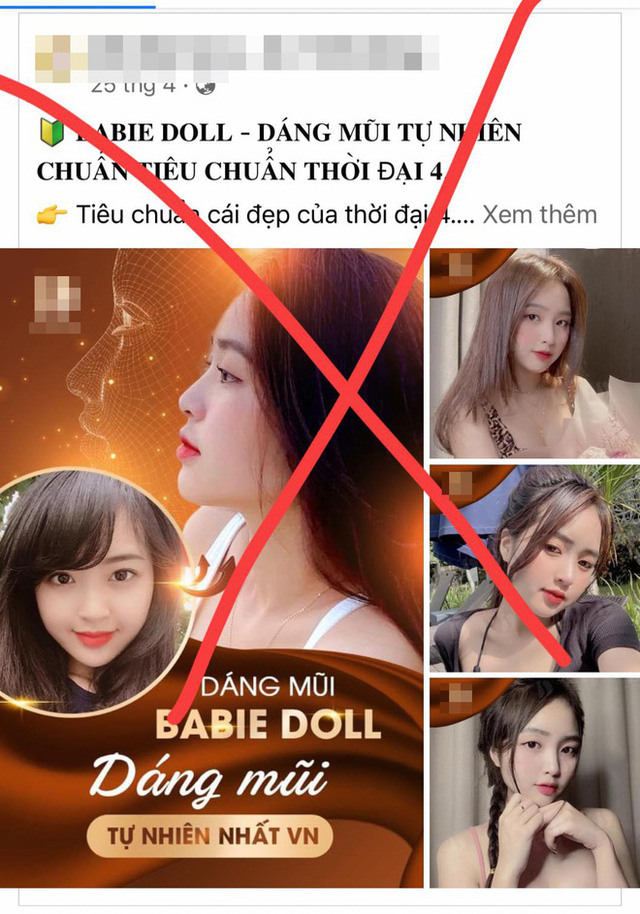 25 thg 4 ·
🔰 BABIE DOLL - DÁNG MŨI TỰ NHIÊN
CHUẨN TIÊU CHUẨN THỜI ĐẠI 4
👉 Tiêu chuẩn cái đẹp của thời đại 4.... Xem thêm
DÁNG MŨI
BABIE DOLL
Dáng mũi
TỰ NHIÊN NHẤT VN